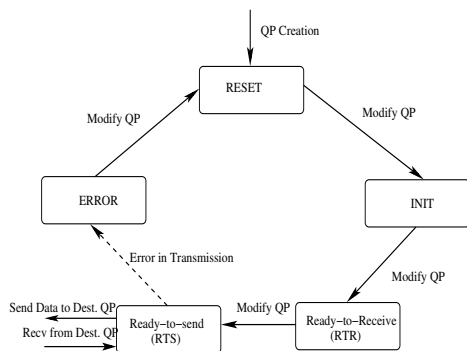 QP Creation
RESET
Modify QP
Modify QP
ERROR
INIT
Error in Transmission
Modify QP
Send Data to Dest. QP
Modify QP
Ready−to−send
(RTS)
Ready−to−Receive
(RTR)
Recv from Dest. QP